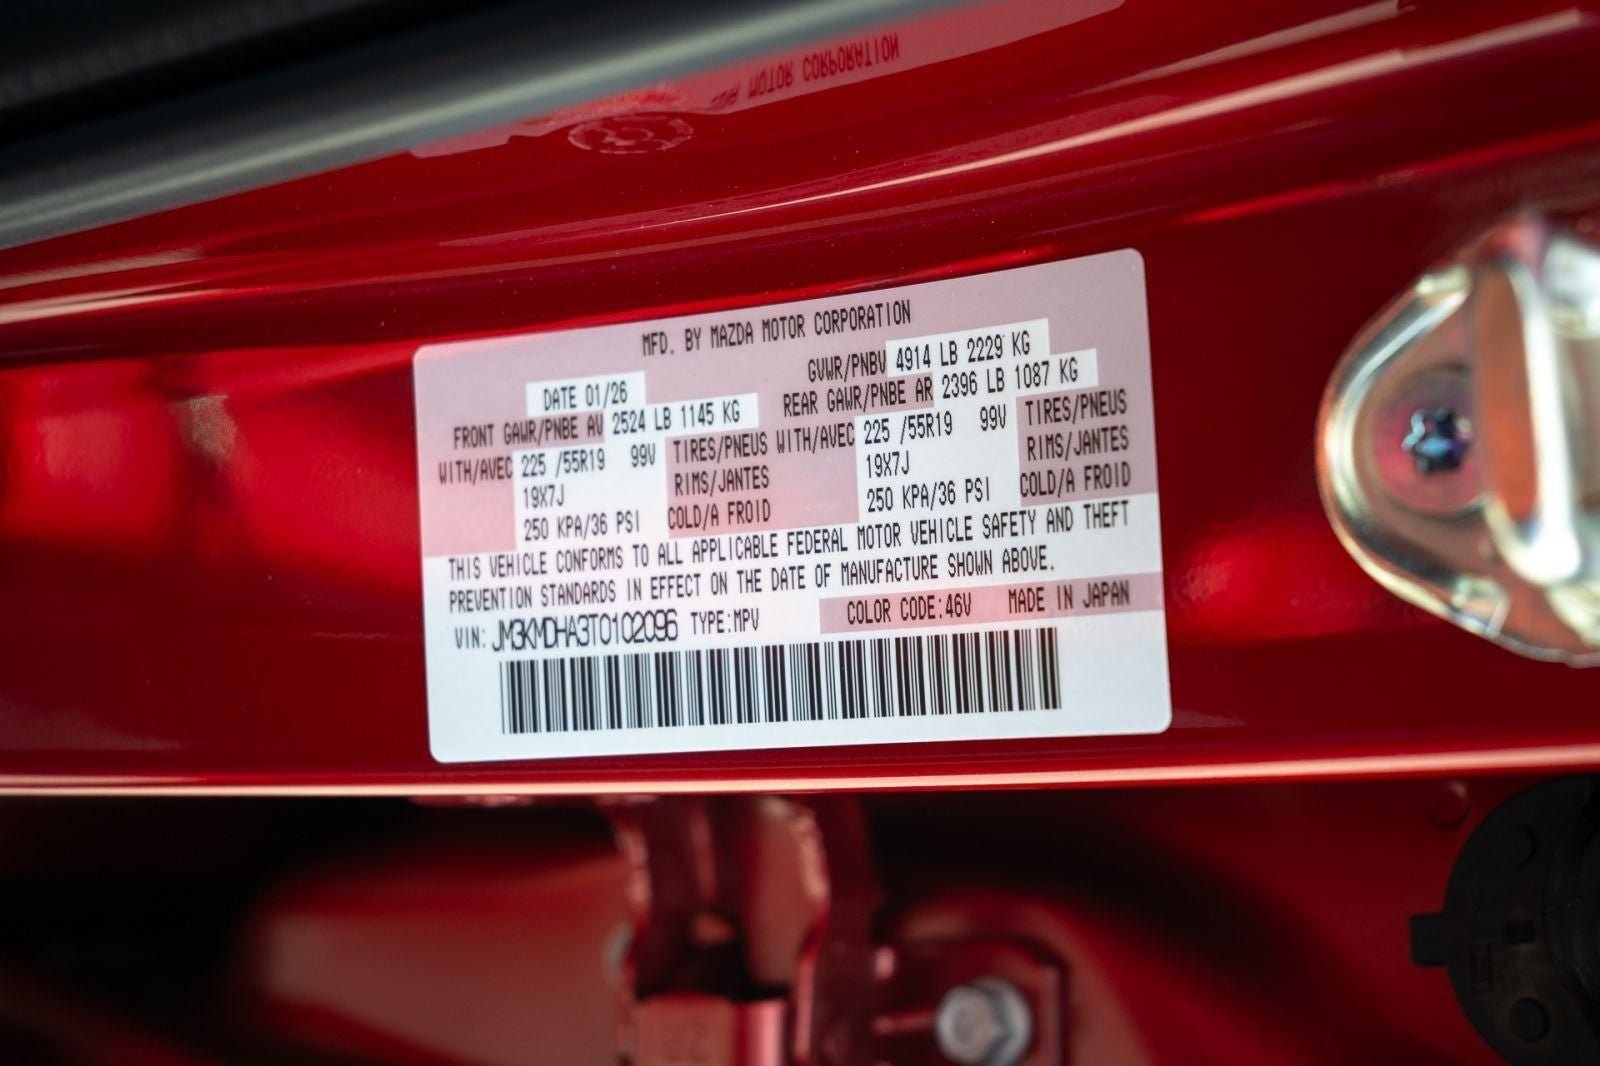 MFD. BY MAZDA MOTOR CORPORATION
DATE 01/26 GVWR/PNBV 4914 LB 2229 KG
FRONT GAWR/PNBE AV 2524 LB 1145 KG REAR GAWR/PNBE AR 2396 LB 1087 KG
WITH/AVEC 225 /55R19 99V TIRES/PNEUS WITH/AVEC 225 /55R19 99V TIRES/PNEUS
19X7J RIMS/JANTES 19X7J RIMS/JANTES
250 KPA/36 PSI COLD/A FROID 250 KPA/36 PSI COLD/A FROID
THIS VEHICLE CONFORMS TO ALL APPLICABLE FEDERAL MOTOR VEHICLE SAFETY AND THEFT
PREVENTION STANDARDS IN EFFECT ON THE DATE OF MANUFACTURE SHOWN ABOVE.
VIN: JM3KMDHA3T0102096 TYPE:MPV COLOR CODE:46V MADE IN JAPAN